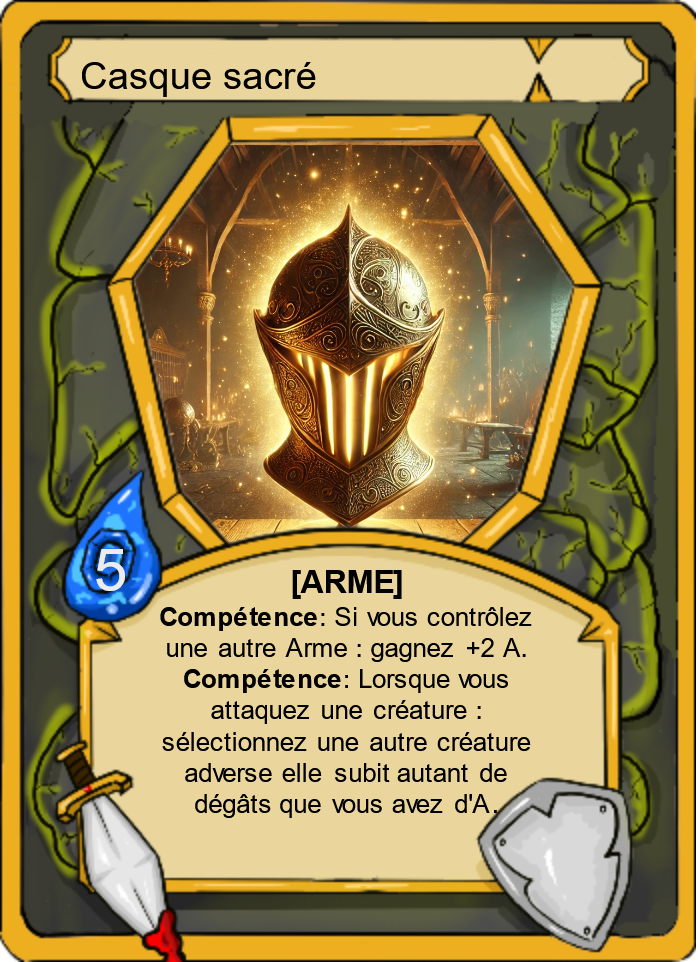 Casque sacré
5
[ARME]
Compétence: Si vous contrôlez
une autre Arme : gagnez +2 A.
Compétence: Lorsque vous
attaquez une créature :
sélectionnez une autre créature
adverse elle subit autant de
dégâts que vous avez d'A.